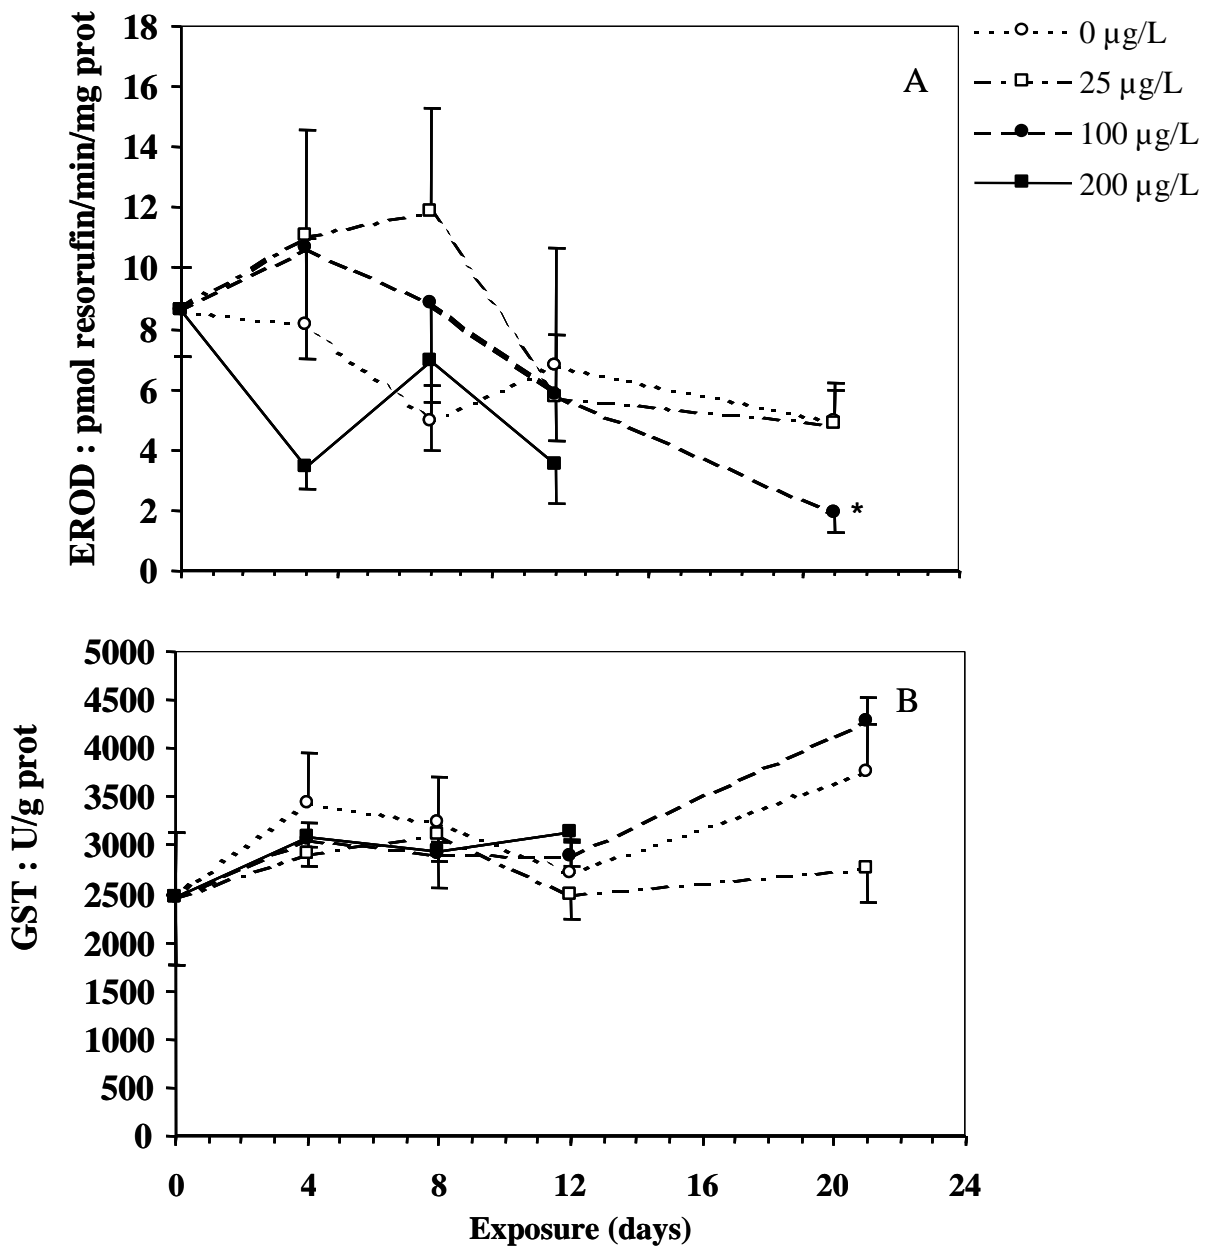 18
16
14
12
10
8
6
4
2
0
EROD : pmol resorufin/min/mg prot
A
*
0 µg/L
25 µg/L
100 µg/L
200 µg/L
5000
4500
4000
3500
3000
2500
2000
1500
1000
500
0
GST : U/g prot
B
0 4 8 12 16 20 24
Exposure (days)